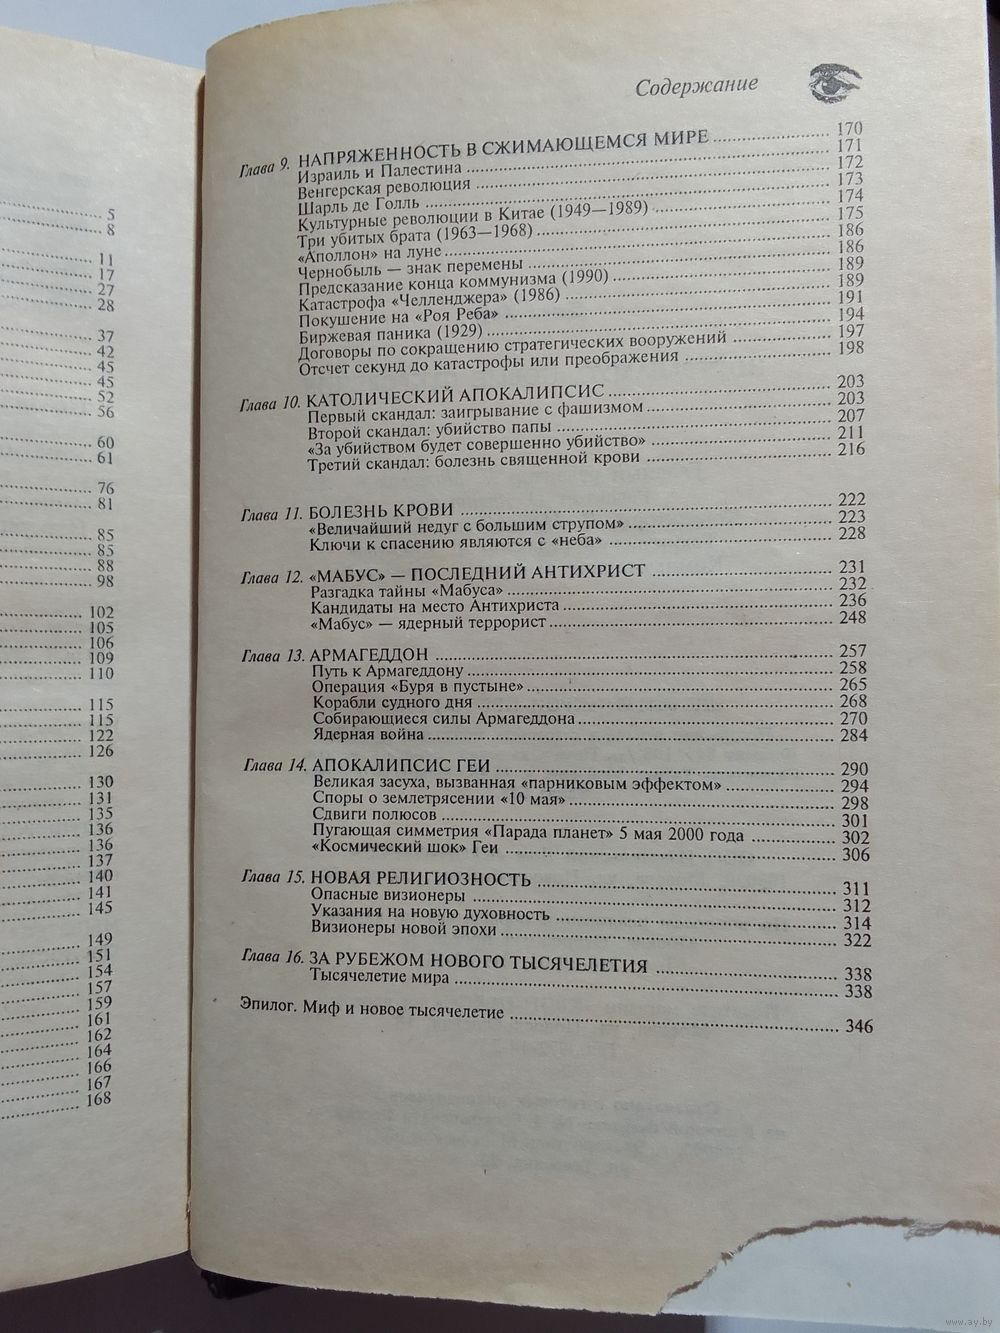 5
8
11
17
27
28
37
42
45
45
52
56
60
61
76
81
85
85
88
98
102
105
106
109
110
115
115
122
126
130
131
135
136
136
137
140
141
145
149
151
154
157
159
161
162
164
166
167
168
Содержание
Глава 9. НАПРЯЖЕННОСТЬ В СЖИМАЮЩЕМСЯ МИРЕ 170
Израиль и Палестина 171
Венгерская революция 172
Шарль де Голль 173
Культурные революции в Китае (1949—1989) 174
Три убитых брата (1963—1968) 175
«Аполлон» на луне 186
Чернобыль — знак перемены 186
Предсказание конца коммунизма (1990) 189
Катастрофа «Челленджера» (1986) 189
Покушение на «Роя Реба» 191
Биржевая паника (1929) 194
Договоры по сокращению стратегических вооружений 197
Отсчет секунд до катастрофы или преображения 198
Глава 10. КАТОЛИЧЕСКИЙ АПОКАЛИПСИС 203
Первый скандал: заигрывание с фашизмом 203
Второй скандал: убийство папы 207
«За убийством будет совершенно убийство» 211
Третий скандал: болезнь священной крови 216
Глава 11. БОЛЕЗНЬ КРОВИ 222
«Величайший недуг с большим струпом» 223
Ключи к спасению являются с «неба» 228
Глава 12. «МАБУС» — ПОСЛЕДНИЙ АНТИХРИСТ 231
Разгадка тайны «Мабуса» 232
Кандидаты на место Антихриста 236
«Мабус» — ядерный террорист 248
Глава 13. АРМАГЕДДОН 257
Путь к Армагеддону 258
Операция «Буря в пустыне» 265
Корабли судного дня 268
Собирающиеся силы Армагеддона 270
Ядерная война 284
Глава 14. АПОКАЛИПСИС ГЕИ 290
Великая засуха, вызванная «парниковым эффектом» 294
Споры о землетрясении «10 мая» 298
Сдвиги полюсов 301
Пугающая симметрия «Парада планет» 5 мая 2000 года 302
«Космический шок» Геи 306
Глава 15. НОВАЯ РЕЛИГИОЗНОСТЬ 311
Опасные визионеры 312
Указания на новую духовность 314
Визионеры новой эпохи 322
Глава 16. ЗА РУБЕЖОМ НОВОГО ТЫСЯЧЕЛЕТИЯ 338
Тысячелетие мира 338
Эпилог. Миф и новое тысячелетие 346
www.ay.by